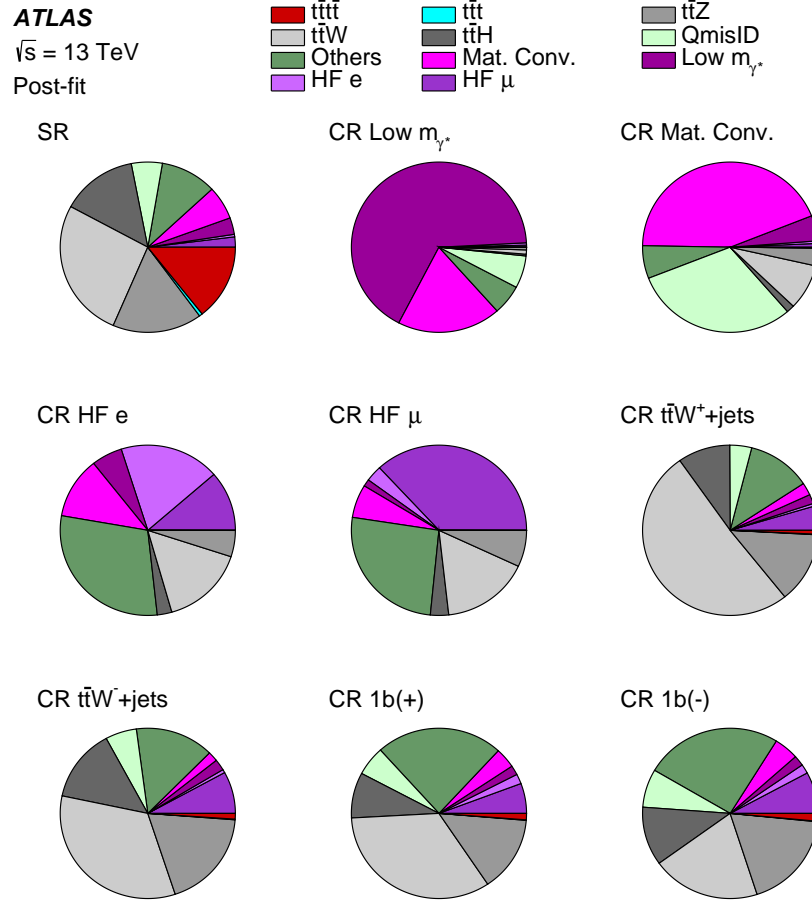 ATLAS
√s = 13 TeV
Post-fit
tt̄tt̄ tt̄t tt̄Z
tt̄W tt̄H QmisID
Others Mat. Conv. Low mγ*
HF e HF μ
SR CR Low mγ* CR Mat. Conv.
CR HF e CR HF μ CR tt̄W⁺+jets
CR tt̄W⁻+jets CR 1b(+) CR 1b(-)